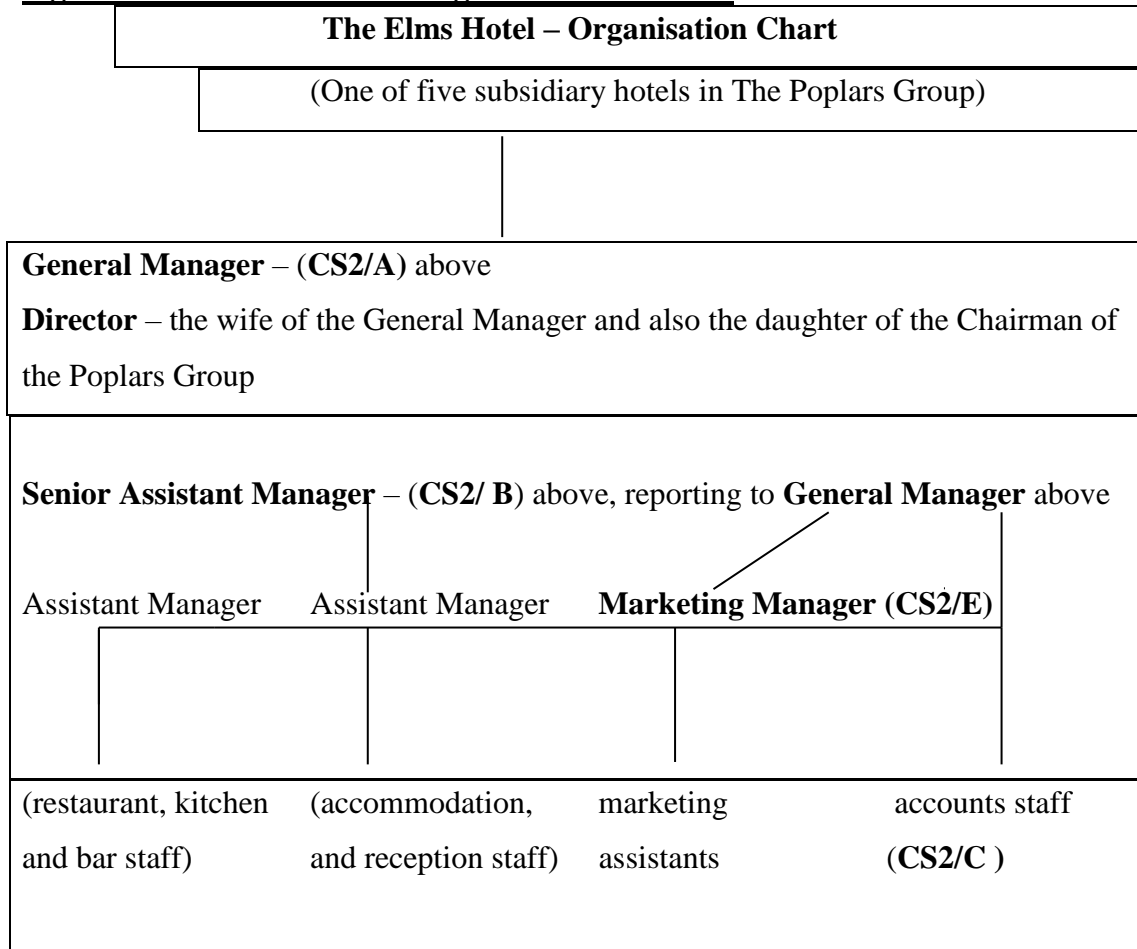 The Elms Hotel – Organisation Chart
(One of five subsidiary hotels in The Poplars Group)
General Manager – (CS2/A) above
Director – the wife of the General Manager and also the daughter of the Chairman of
the Poplars Group
Senior Assistant Manager – (CS2/ B) above, reporting to General Manager above
Assistant Manager Assistant Manager Marketing Manager (CS2/E)
(restaurant, kitchen (accommodation, marketing accounts staff
and bar staff) and reception staff) assistants (CS2/C )